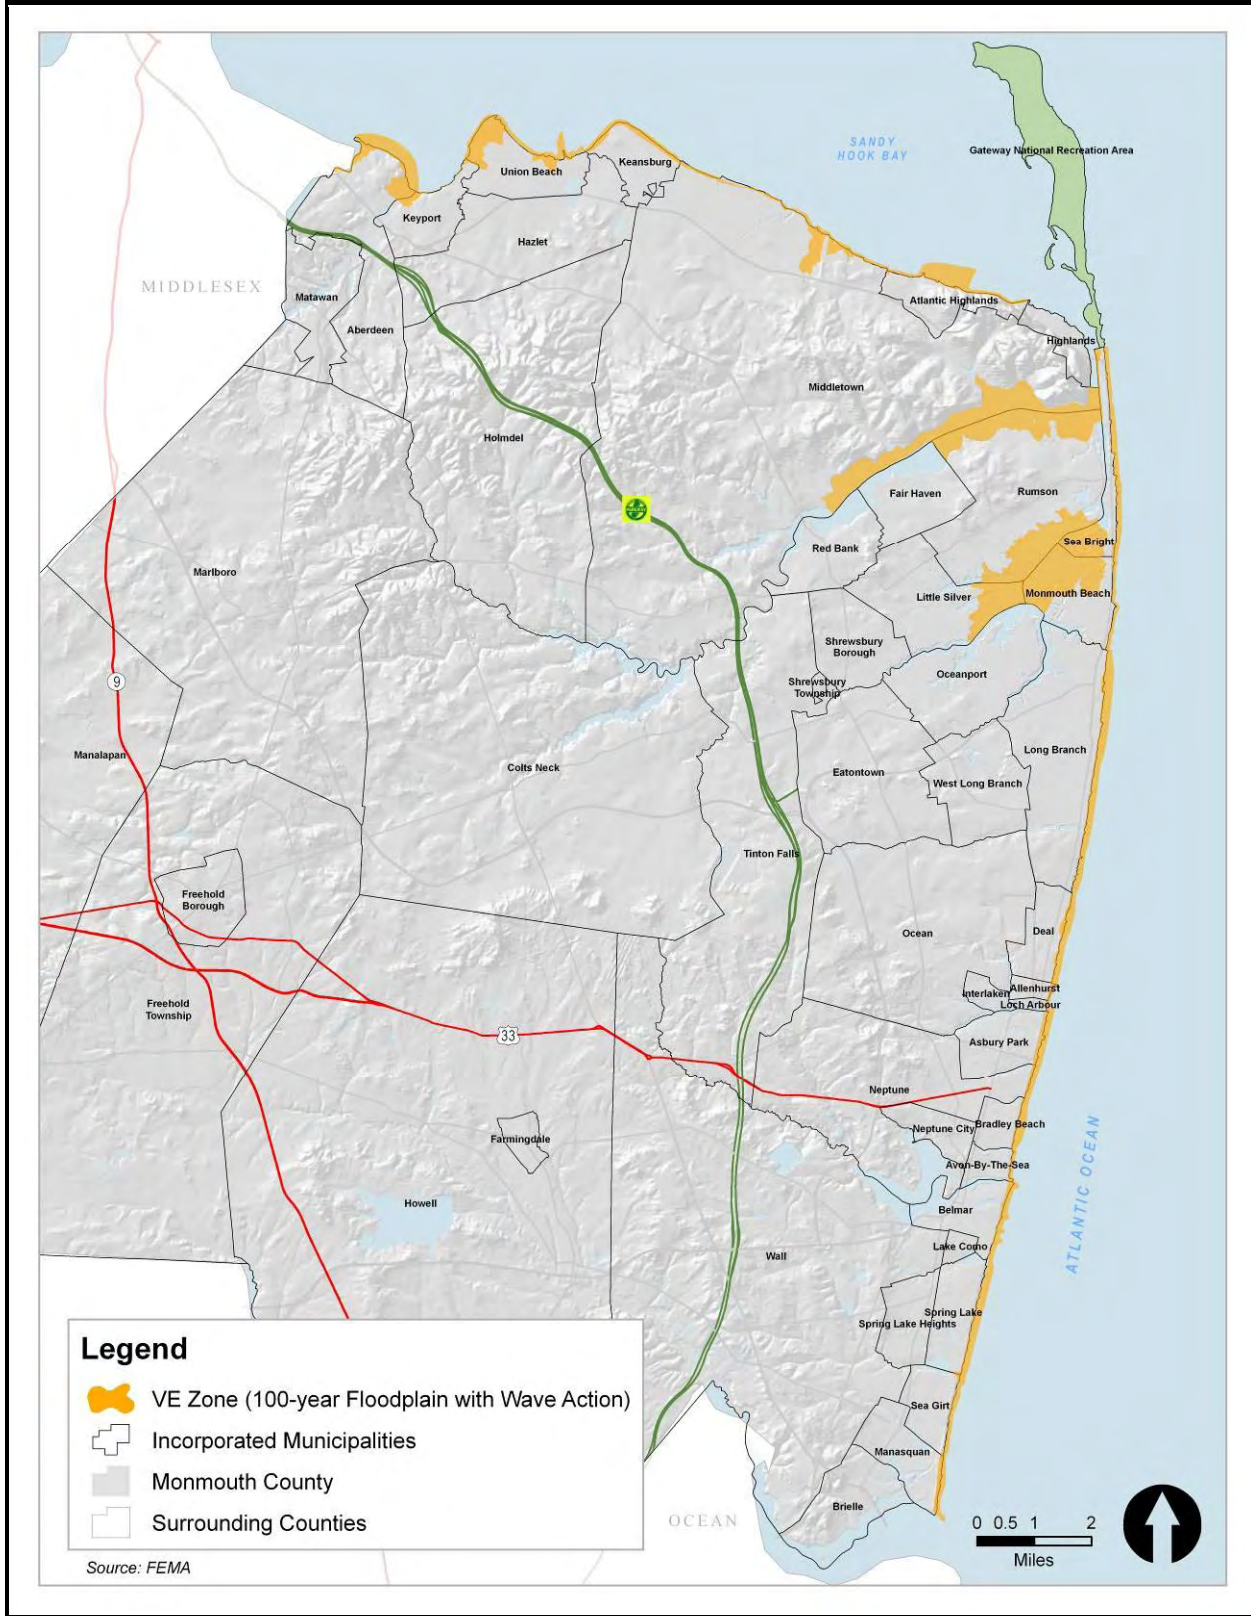 SANDY
HOOK BAY
Gateway National Recreation Area
Keansburg
Union Beach
Keyport
Hazlet
MIDDLESEX
Matawan
Aberdeen
Atlantic Highlands
Highlands
Middletown
Holmdel
Fair Haven
Rumson
Red Bank
Sea Bright
Marlboro
Little Silver
Monmouth Beach
Shrewsbury
Borough
Oceanport
Shrewsbury
Township
9
Manalapan
Long Branch
Colts Neck
Eatontown
West Long Branch
Tinton Falls
Freehold
Borough
Ocean
Deal
Interlaken
Allenhurst
Loch Arbour
Freehold
Township
33
Asbury Park
Neptune
Bradley Beach
Neptune City
Farmingdale
Avon-By-The-Sea
ATLANTIC OCEAN
Howell
Belmar
Lake Como
Wall
Spring Lake
Spring Lake Heights
Sea Girt
Manasquan
Brielle
OCEAN
Legend
VE Zone (100-year Floodplain with Wave Action)
Incorporated Municipalities
Monmouth County
Surrounding Counties
Source: FEMA
0 0.5 1 2
Miles